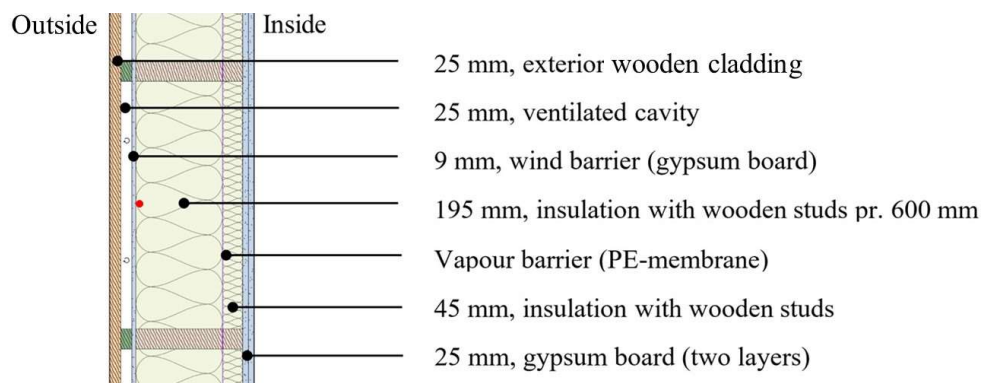 Outside
Inside
25 mm, exterior wooden cladding
25 mm, ventilated cavity
9 mm, wind barrier (gypsum board)
195 mm, insulation with wooden studs pr. 600 mm
Vapour barrier (PE-membrane)
45 mm, insulation with wooden studs
25 mm, gypsum board (two layers)